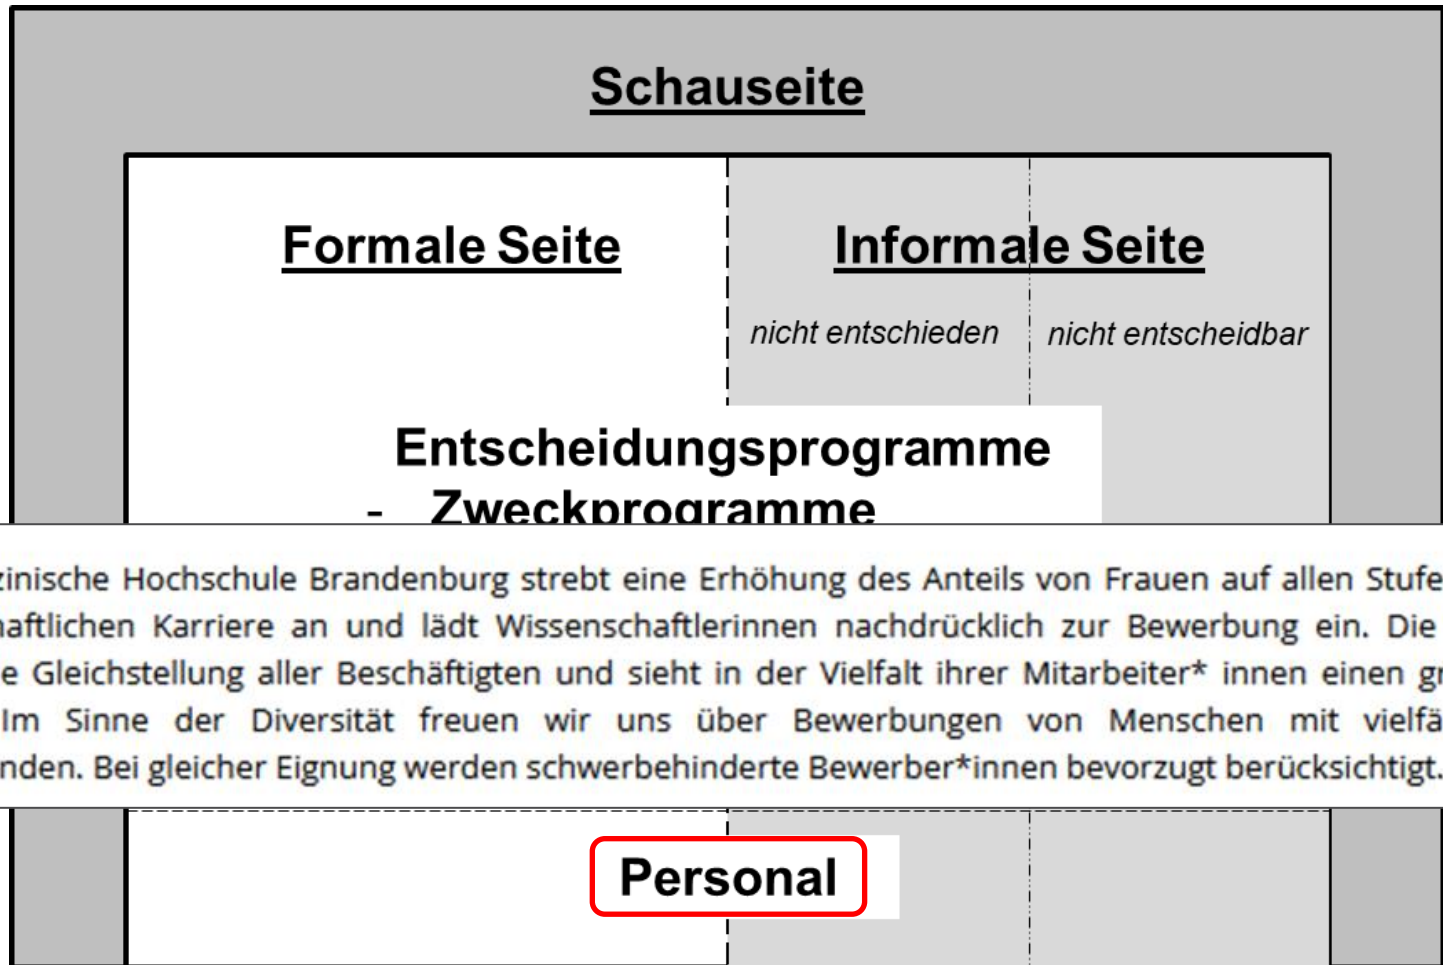 Schauseite
Formale Seite
Informale Seite
nicht entschieden
nicht entscheidbar
Entscheidungsprogramme
- Zweckprogramme
zinische Hochschule Brandenburg strebt eine Erhöhung des Anteils von Frauen auf allen Stufe
haftlichen Karriere an und lädt Wissenschaftlerinnen nachdrücklich zur Bewerbung ein. Die
e Gleichstellung aller Beschäftigten und sieht in der Vielfalt ihrer Mitarbeiter* innen einen gr
Im Sinne der Diversität freuen wir uns über Bewerbungen von Menschen mit vielfä
nden. Bei gleicher Eignung werden schwerbehinderte Bewerber*innen bevorzugt berücksichtigt.
Personal